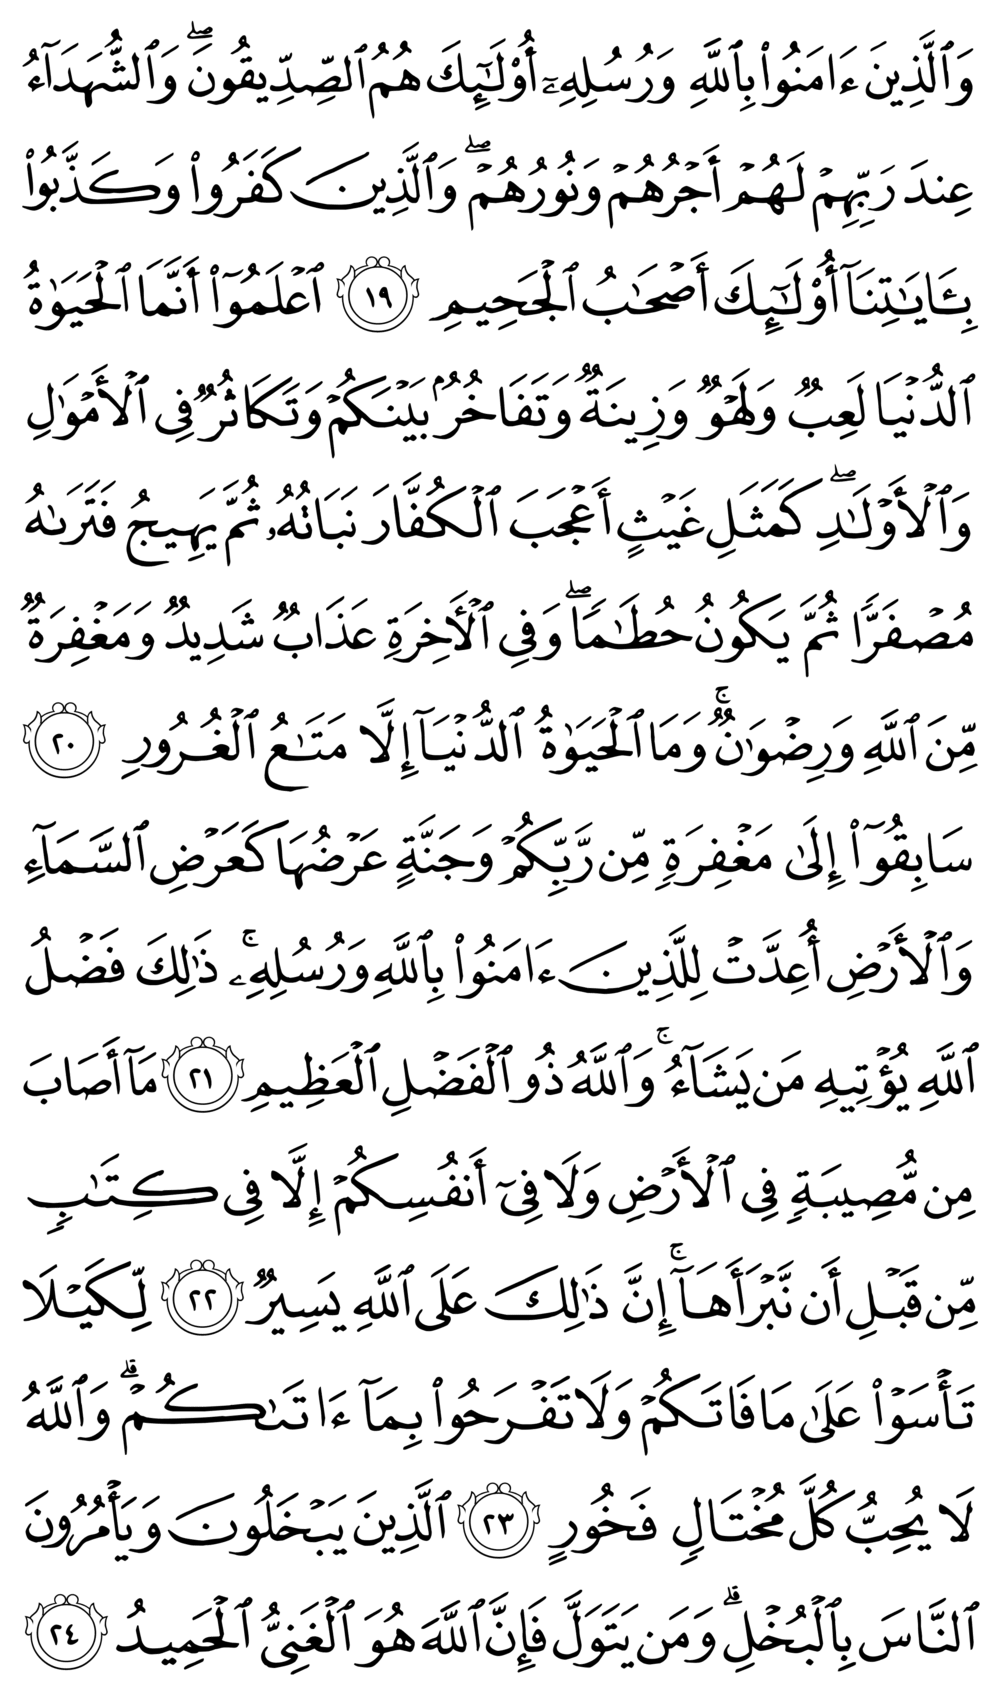 وَٱلَّذِينَ ءَامَنُوا۟ بِٱللَّهِ وَرُسُلِهِۦٓ أُو۟لَـٰٓئِكَ هُمُ ٱلصِّدِّيقُونَ ۖ وَٱلشُّهَدَآءُ
عِندَ رَبِّهِمْ لَهُمْ أَجْرُهُمْ وَنُورُهُمْ ۖ وَٱلَّذِينَ كَفَرُوا۟ وَكَذَّبُوا۟
بِـَٔايَـٰتِنَآ أُو۟لَـٰٓئِكَ أَصْحَـٰبُ ٱلْجَحِيمِ ١٩ ٱعْلَمُوٓا۟ أَنَّمَا ٱلْحَيَوٰةُ
ٱلدُّنْيَا لَعِبٌ وَلَهْوٌ وَزِينَةٌ وَتَفَاخُرٌۢ بَيْنَكُمْ وَتَكَاثُرٌ فِى ٱلْأَمْوَٰلِ
وَٱلْأَوْلَـٰدِ ۖ كَمَثَلِ غَيْثٍ أَعْجَبَ ٱلْكُفَّارَ نَبَاتُهُۥ ثُمَّ يَهِيجُ فَتَرَىٰهُ
مُصْفَرًّا ثُمَّ يَكُونُ حُطَـٰمًا ۖ وَفِى ٱلْـَٔاخِرَةِ عَذَابٌ شَدِيدٌ وَمَغْفِرَةٌ
مِّنَ ٱللَّهِ وَرِضْوَٰنٌ ۚ وَمَا ٱلْحَيَوٰةُ ٱلدُّنْيَآ إِلَّا مَتَـٰعُ ٱلْغُرُورِ ٢٠
سَابِقُوٓا۟ إِلَىٰ مَغْفِرَةٍ مِّن رَّبِّكُمْ وَجَنَّةٍ عَرْضُهَا كَعَرْضِ ٱلسَّمَآءِ
وَٱلْأَرْضِ أُعِدَّتْ لِلَّذِينَ ءَامَنُوا۟ بِٱللَّهِ وَرُسُلِهِۦ ۚ ذَٰلِكَ فَضْلُ
ٱللَّهِ يُؤْتِيهِ مَن يَشَآءُ ۚ وَٱللَّهُ ذُو ٱلْفَضْلِ ٱلْعَظِيمِ ٢١ مَآ أَصَابَ
مِن مُّصِيبَةٍ فِى ٱلْأَرْضِ وَلَا فِىٓ أَنفُسِكُمْ إِلَّا فِى كِتَـٰبٍ
مِّن قَبْلِ أَن نَّبْرَأَهَآ ۚ إِنَّ ذَٰلِكَ عَلَى ٱللَّهِ يَسِيرٌ ٢٢ لِّكَيْلَا
تَأْسَوْا۟ عَلَىٰ مَا فَاتَكُمْ وَلَا تَفْرَحُوا۟ بِمَآ ءَاتَىٰكُمْ ۗ وَٱللَّهُ
لَا يُحِبُّ كُلَّ مُخْتَالٍ فَخُورٍ ٢٣ ٱلَّذِينَ يَبْخَلُونَ وَيَأْمُرُونَ
ٱلنَّاسَ بِٱلْبُخْلِ ۗ وَمَن يَتَوَلَّ فَإِنَّ ٱللَّهَ هُوَ ٱلْغَنِىُّ ٱلْحَمِيدُ ٢٤